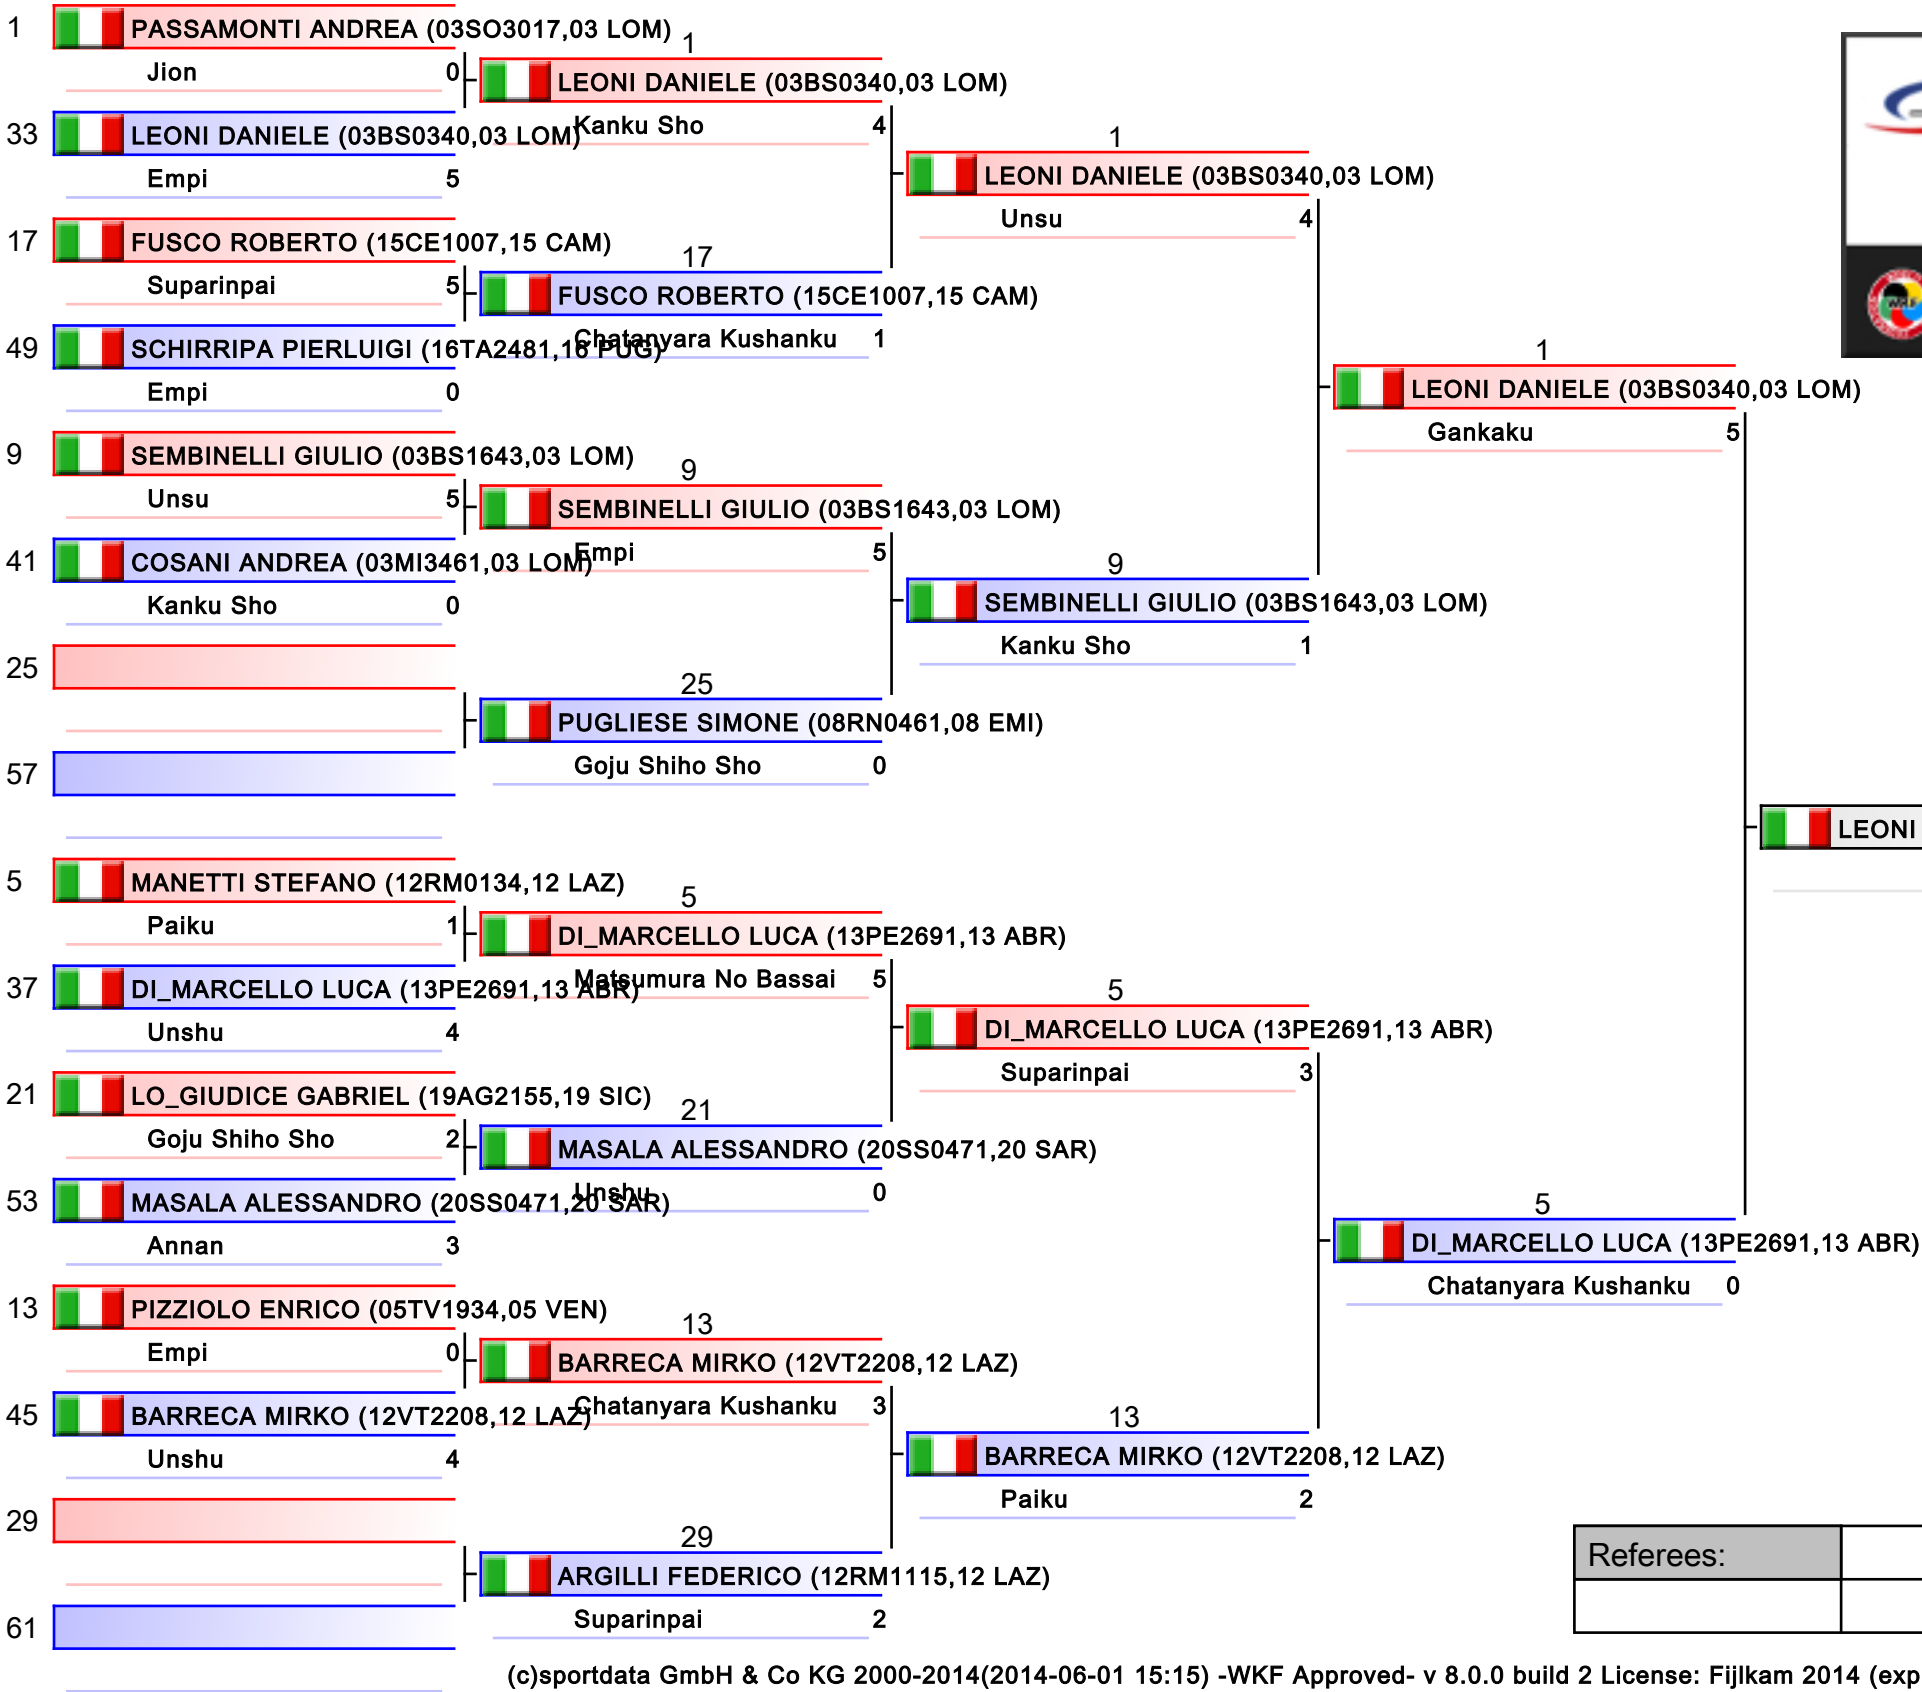 1 PASSAMONTI ANDREA (03SO3017,03 LOM)
Jion 0
33 LEONI DANIELE (03BS0340,03 LOM)
Empi 5
17 FUSCO ROBERTO (15CE1007,15 CAM)
Suparinpai 5
49 SCHIRRIPA PIERLUIGI (16TA2481,16 PUG)
Empi 0
9 SEMBINELLI GIULIO (03BS1643,03 LOM)
Unsu 5
41 COSANI ANDREA (03MI3461,03 LOM)
Kanku Sho 0
25
57
5 MANETTI STEFANO (12RM0134,12 LAZ)
Paiku 1
37 DI_MARCELLO LUCA (13PE2691,13 ABR)
Unshu 4
21 LO_GIUDICE GABRIEL (19AG2155,19 SIC)
Goju Shiho Sho 2
53 MASALA ALESSANDRO (20SS0471,20 SAR)
Annan 3
13 PIZZIOLO ENRICO (05TV1934,05 VEN)
Empi 0
45 BARRECA MIRKO (12VT2208,12 LAZ)
Unshu 4
29
61
1
LEONI DANIELE (03BS0340,03 LOM)
Kanku Sho 4
17
FUSCO ROBERTO (15CE1007,15 CAM)
Chatanyara Kushanku 1
9
SEMBINELLI GIULIO (03BS1643,03 LOM)
Empi 5
25
PUGLIESE SIMONE (08RN0461,08 EMI)
Goju Shiho Sho 0
5
DI_MARCELLO LUCA (13PE2691,13 ABR)
Matsumura No Bassai 5
21
MASALA ALESSANDRO (20SS0471,20 SAR)
Unshu 0
13
BARRECA MIRKO (12VT2208,12 LAZ)
Chatanyara Kushanku 3
29
ARGILLI FEDERICO (12RM1115,12 LAZ)
Suparinpai 2
1
LEONI DANIELE (03BS0340,03 LOM)
Unsu 4
9
SEMBINELLI GIULIO (03BS1643,03 LOM)
Kanku Sho 1
5
DI_MARCELLO LUCA (13PE2691,13 ABR)
Suparinpai 3
13
BARRECA MIRKO (12VT2208,12 LAZ)
Paiku 2
1
LEONI DANIELE (03BS0340,03 LOM)
Gankaku 5
5
DI_MARCELLO LUCA (13PE2691,13 ABR)
Chatanyara Kushanku 0
LEONI
Referees:
(c)sportdata GmbH & Co KG 2000-2014(2014-06-01 15:15) -WKF Approved- v 8.0.0 build 2 License: Fijlkam 2014 (exp